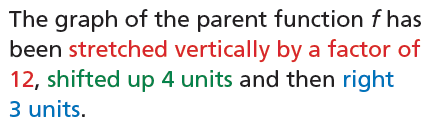 The graph of the parent function f has
been stretched vertically by a factor of
12, shifted up 4 units and then right
3 units.